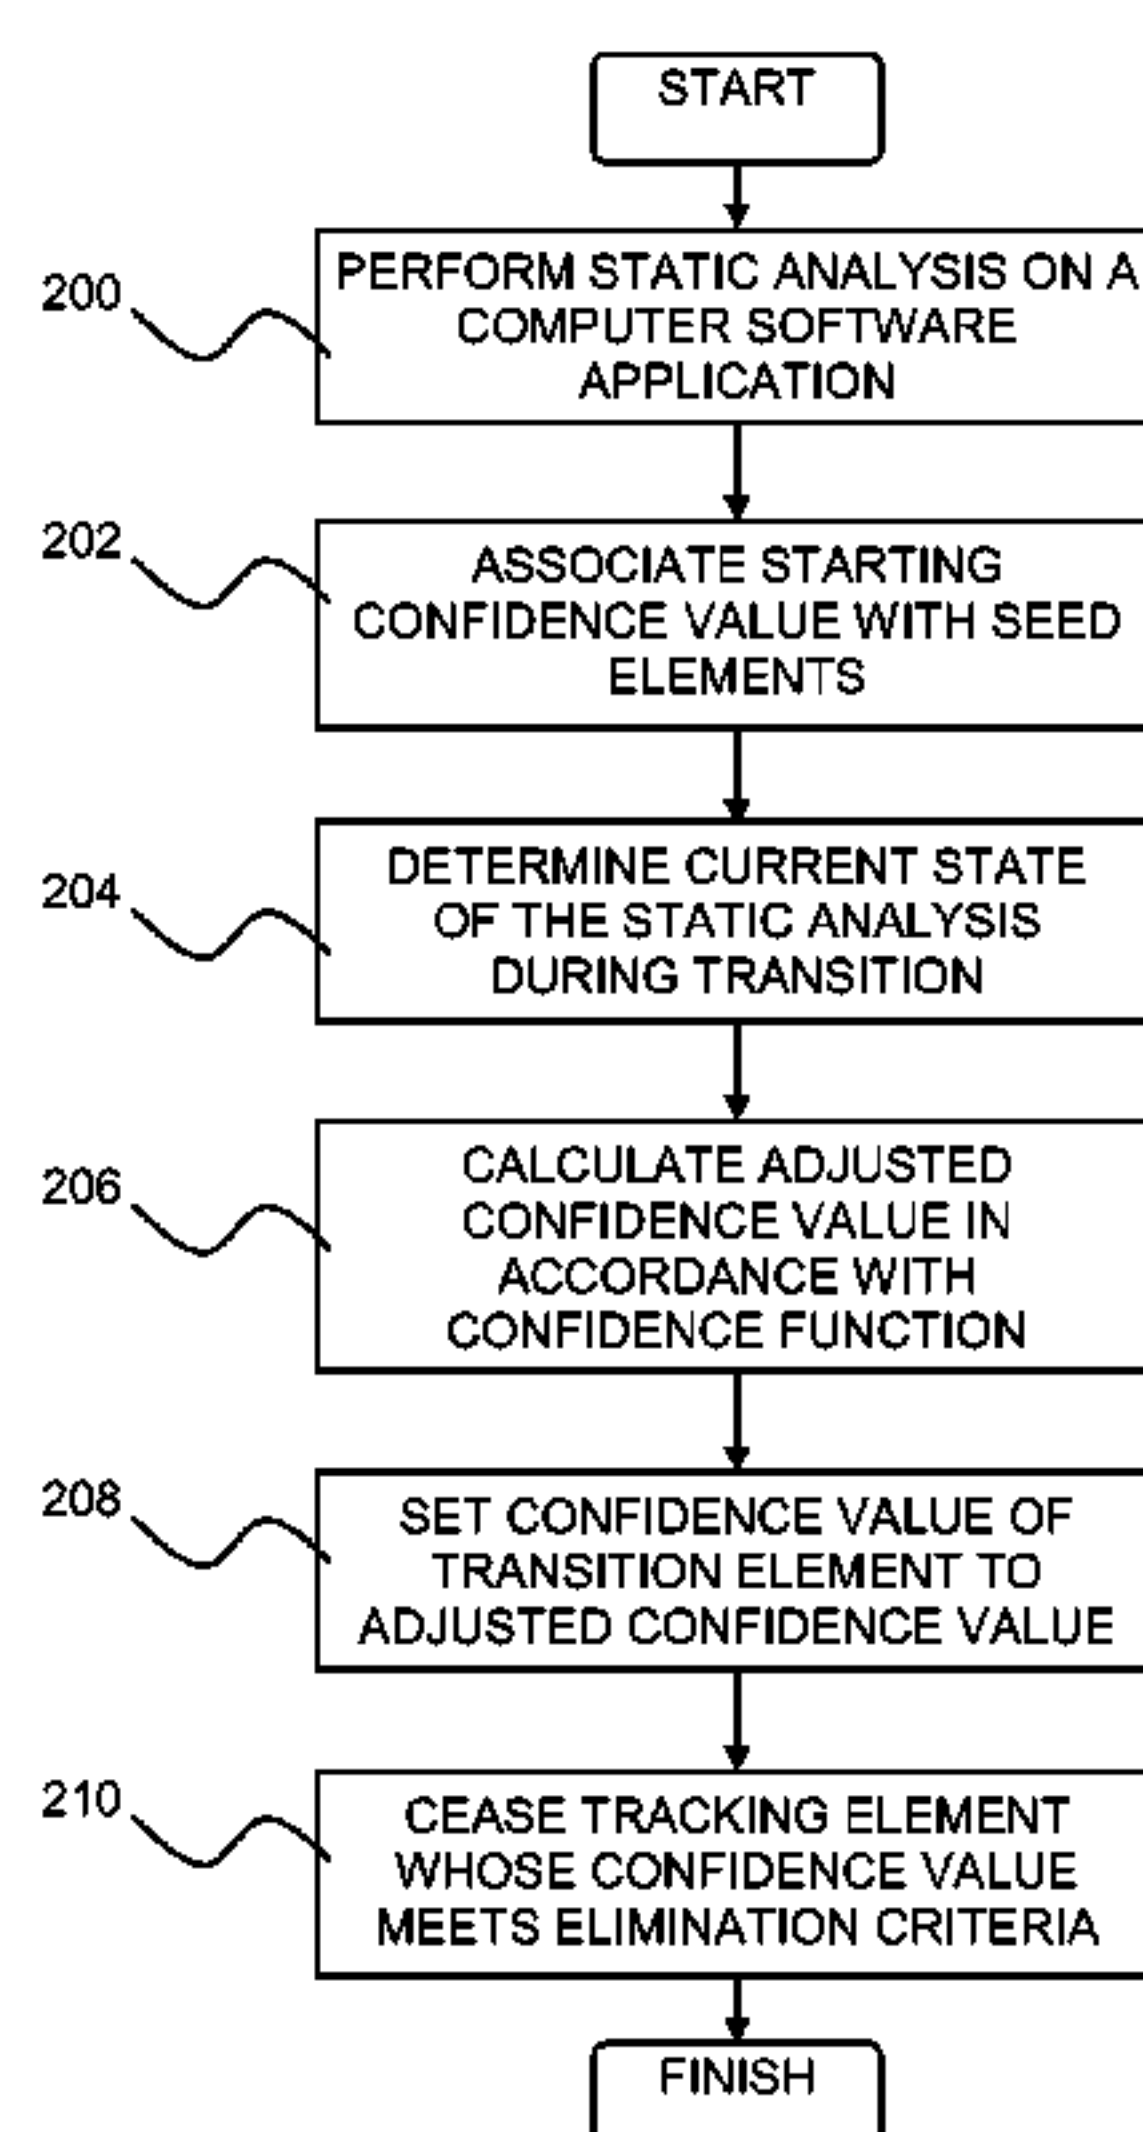 START
200
PERFORM STATIC ANALYSIS ON A
COMPUTER SOFTWARE
APPLICATION
202
ASSOCIATE STARTING
CONFIDENCE VALUE WITH SEED
ELEMENTS
204
DETERMINE CURRENT STATE
OF THE STATIC ANALYSIS
DURING TRANSITION
206
CALCULATE ADJUSTED
CONFIDENCE VALUE IN
ACCORDANCE WITH
CONFIDENCE FUNCTION
208
SET CONFIDENCE VALUE OF
TRANSITION ELEMENT TO
ADJUSTED CONFIDENCE VALUE
210
CEASE TRACKING ELEMENT
WHOSE CONFIDENCE VALUE
MEETS ELIMINATION CRITERIA
FINISH